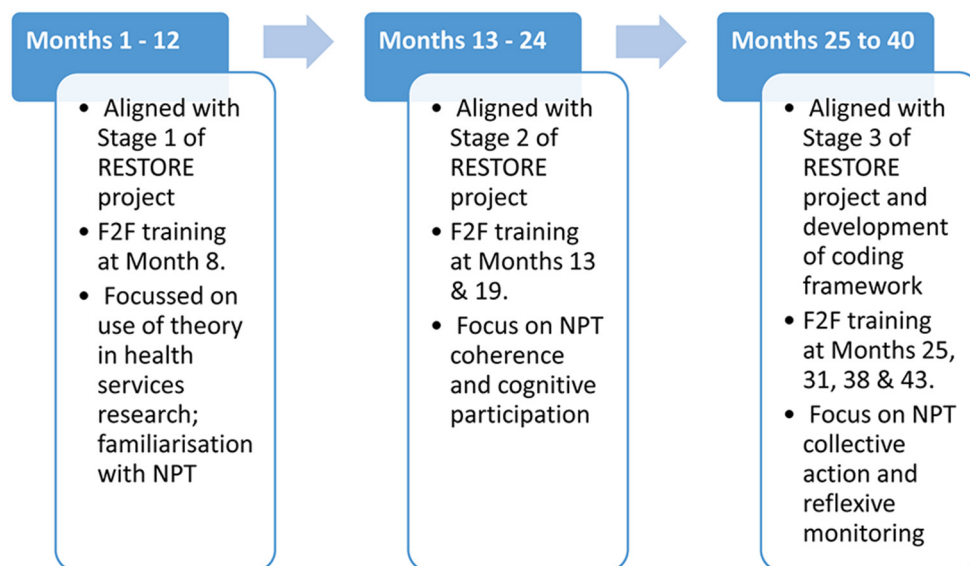 Months 1 - 12
• Aligned with
Stage 1 of
RESTORE
project
• F2F training
at Month 8.
• Focussed on
use of theory
in health
services
research;
familiarisation
with NPT
Months 13 - 24
• Aligned with
Stage 2 of
RESTORE
project
• F2F training
at Months 13
& 19.
• Focus on NPT
coherence
and cognitive
participation
Months 25 to 40
• Aligned with
Stage 3 of
RESTORE
project and
development
of coding
framework
• F2F training
at Months 25,
31, 38 & 43.
• Focus on NPT
collective
action and
reflexive
monitoring